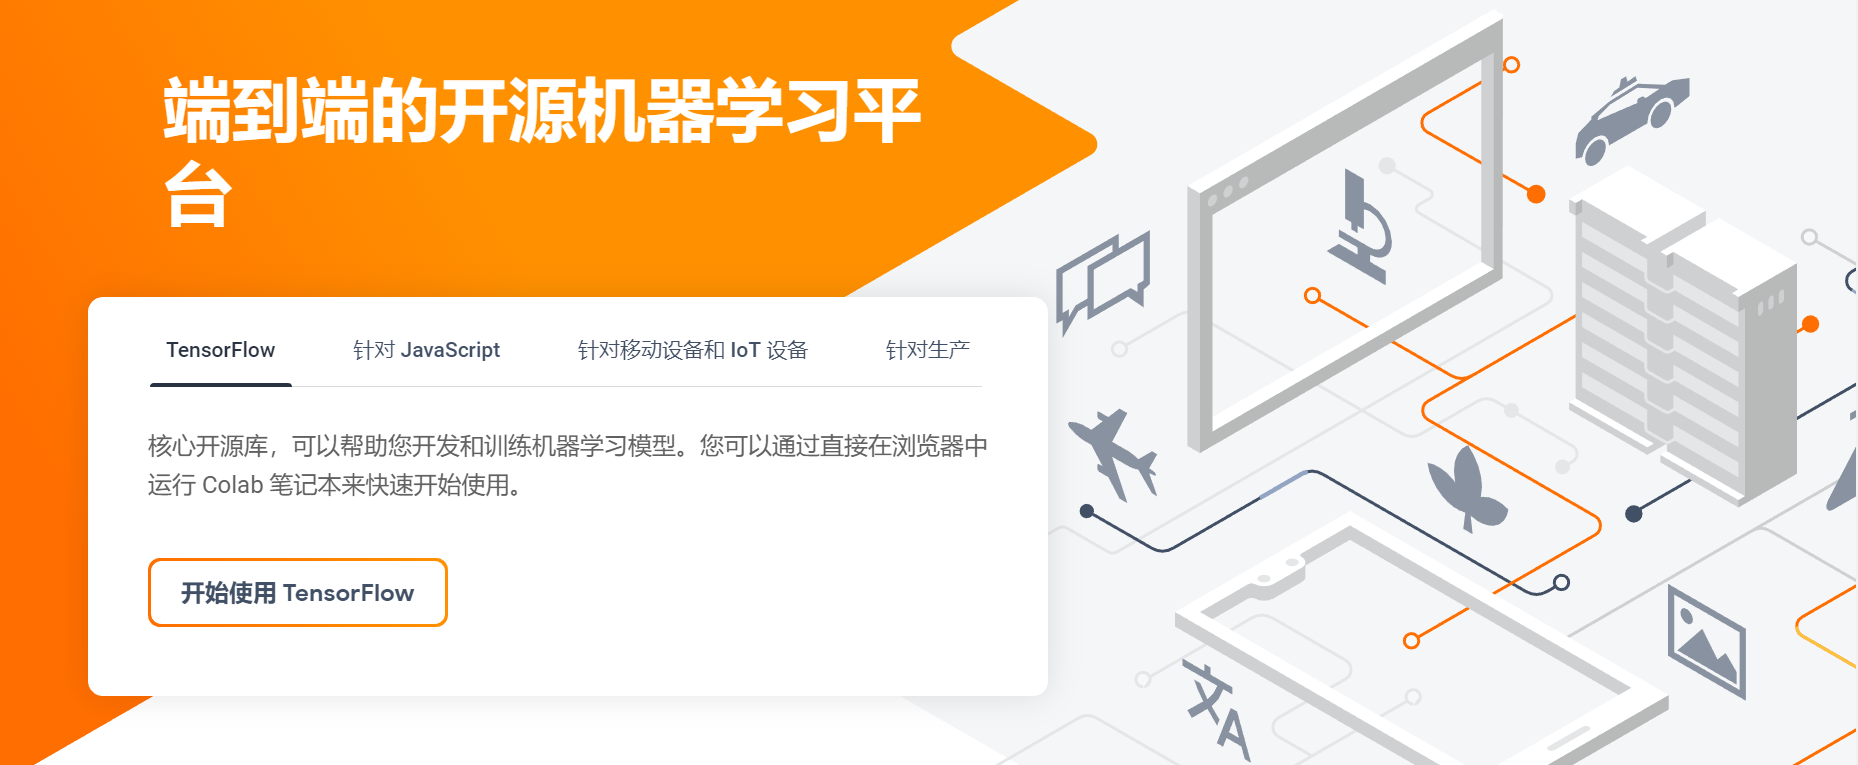 端到端的开源机器学习平
台
TensorFlow
针对 JavaScript
针对移动设备和 IoT 设备
针对生产
核心开源库，可以帮助您开发和训练机器学习模型。您可以通过直接在浏览器中
运行 Colab 笔记本来快速开始使用。
开始使用 TensorFlow
文A